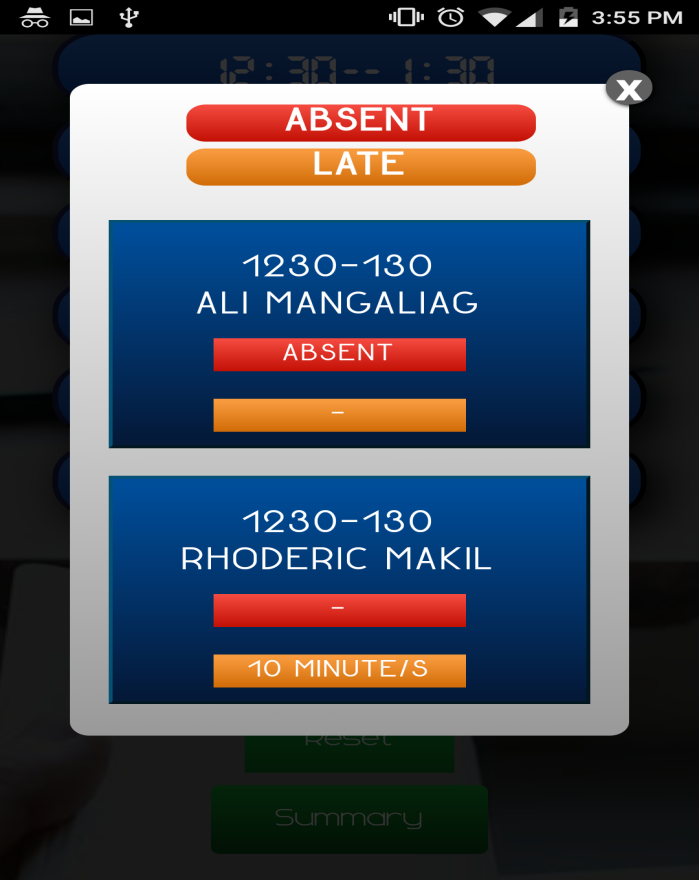 3:55 PM
12:30--1:30
X
ABSENT
LATE
1230-130
ALI MANGALIAG
ABSENT
-
1230-130
RHODERIC MAKIL
-
10 MINUTE/S
Reset
Summary